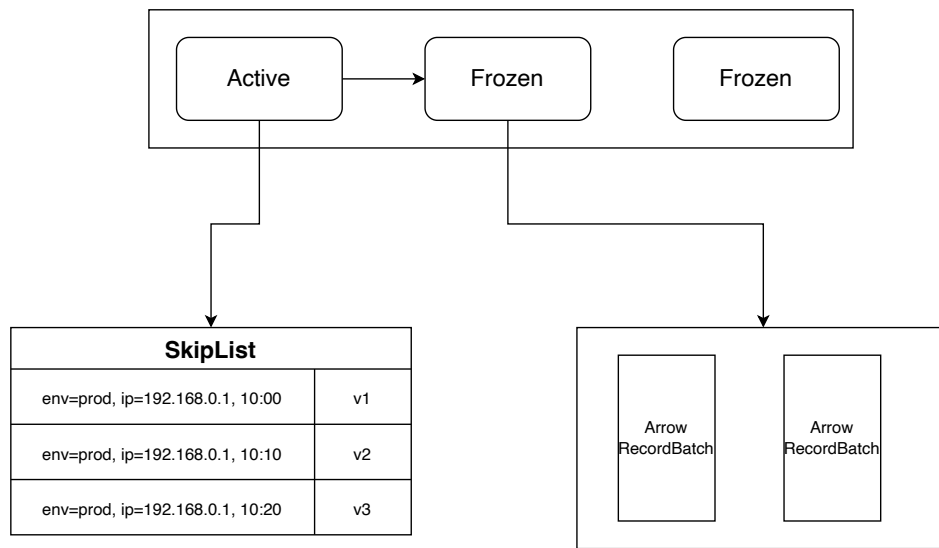 Active
Frozen
Frozen
SkipList
env=prod, ip=192.168.0.1, 10:00
v1
env=prod, ip=192.168.0.1, 10:10
v2
env=prod, ip=192.168.0.1, 10:20
v3
Arrow
RecordBatch
Arrow
RecordBatch